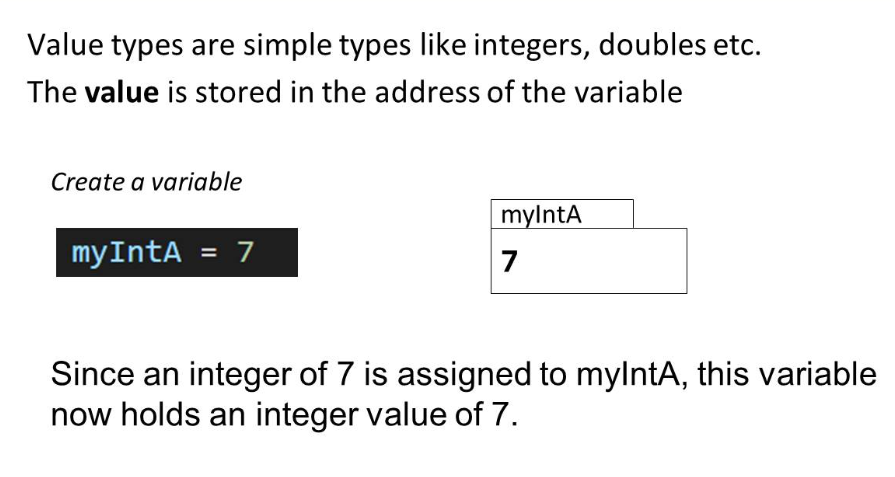 Value types are simple types like integers, doubles etc.
The value is stored in the address of the variable
Create a variable
myIntA = 7
myIntA
7
Since an integer of 7 is assigned to myIntA, this variable
now holds an integer value of 7.